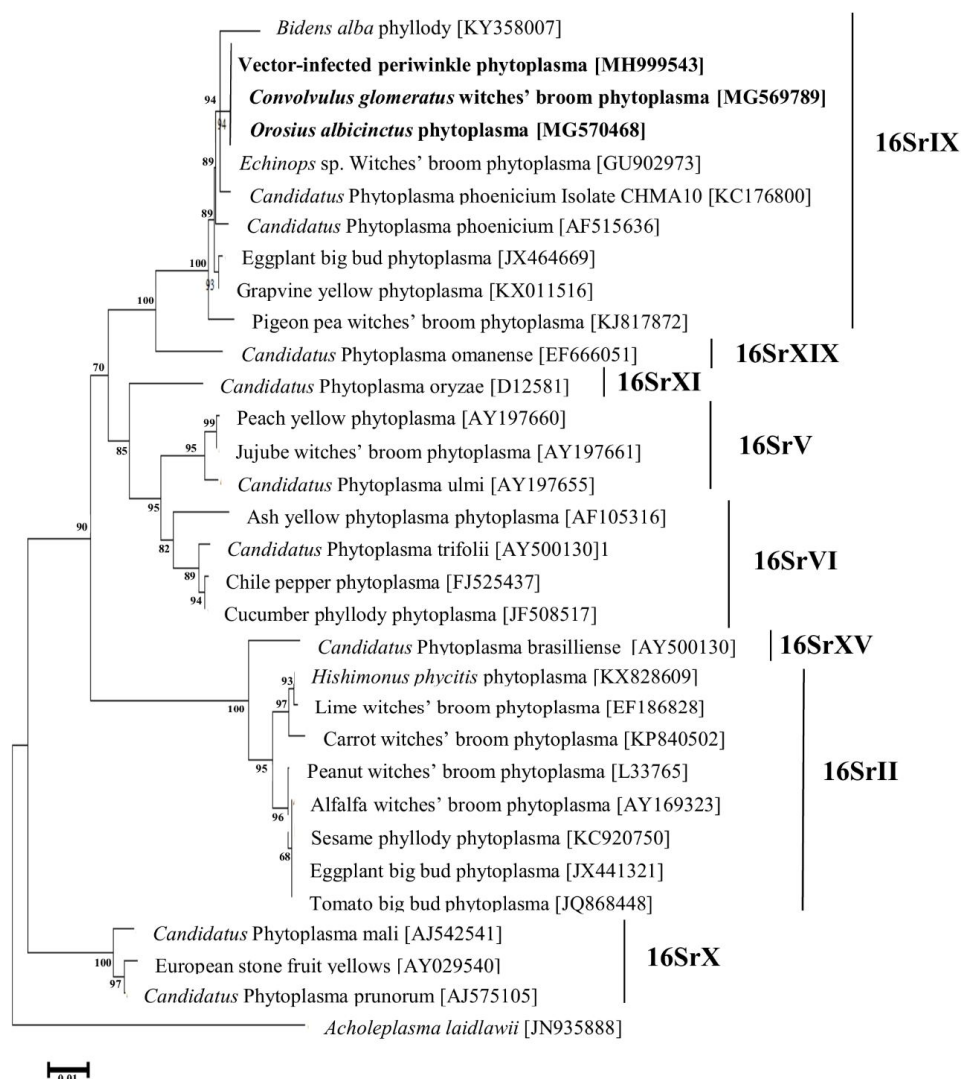 Bidens alba phyllody [KY358007]
Vector-infected periwinkle phytoplasma [MH999543]
Convolvulus glomeratus witches’ broom phytoplasma [MG569789]
Orosius albicinctus phytoplasma [MG570468]
Echinops sp. Witches’ broom phytoplasma [GU902973]
Candidatus Phytoplasma phoenicium Isolate CHMA10 [KC176800]
Candidatus Phytoplasma phoenicium [AF515636]
Eggplant big bud phytoplasma [JX464669]
Grapvine yellow phytoplasma [KX011516]
Pigeon pea witches’ broom phytoplasma [KJ817872]
16SrIX
Candidatus Phytoplasma omanense [EF666051]
16SrXIX
Candidatus Phytoplasma oryzae [D12581]
16SrXI
Peach yellow phytoplasma [AY197660]
Jujube witches’ broom phytoplasma [AY197661]
Candidatus Phytoplasma ulmi [AY197655]
16SrV
Ash yellow phytoplasma phytoplasma [AF105316]
Candidatus Phytoplasma trifolii [AY500130]1
Chile pepper phytoplasma [FJ525437]
Cucumber phyllody phytoplasma [JF508517]
16SrVI
Candidatus Phytoplasma brasilliense [AY500130]
16SrXV
Hishimonus phycitis phytoplasma [KX828609]
Lime witches’ broom phytoplasma [EF186828]
Carrot witches’ broom phytoplasma [KP840502]
Peanut witches’ broom phytoplasma [L33765]
Alfalfa witches’ broom phytoplasma [AY169323]
Sesame phyllody phytoplasma [KC920750]
Eggplant big bud phytoplasma [JX441321]
Tomato big bud phytoplasma [JQ868448]
16SrII
Candidatus Phytoplasma mali [AJ542541]
European stone fruit yellows [AY029540]
Candidatus Phytoplasma prunorum [AJ575105]
16SrX
Acholeplasma laidlawii [JN935888]
94
94
89
89
100
93
100
70
99
85
95
95
90
82
89
94
93
97
100
95
96
68
100
97
0.01